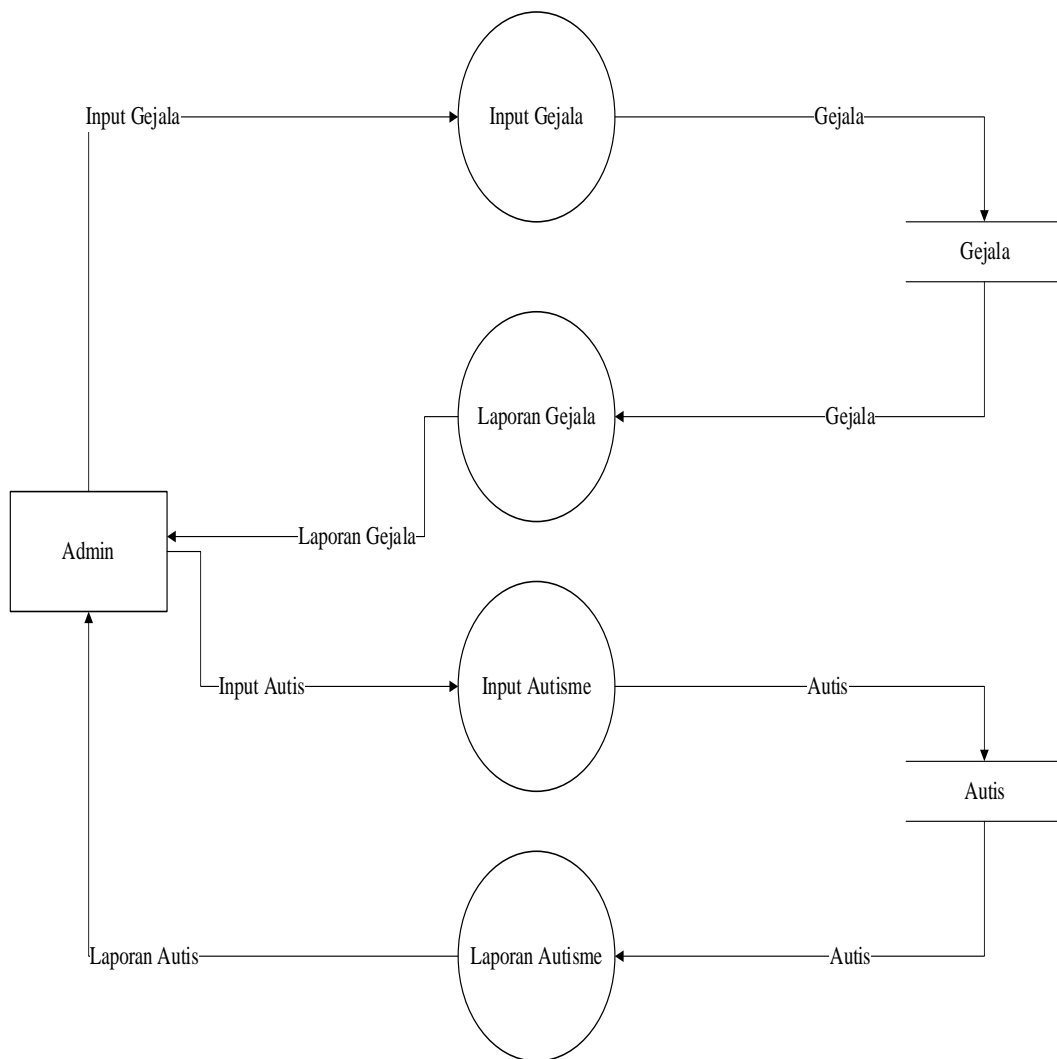 Input Gejala
Input Gejala
Gejala
Gejala
Laporan Gejala
Gejala
Laporan Gejala
Admin
Input Autis
Input Autisme
Autis
Autis
Laporan Autis
Laporan Autisme
Autis